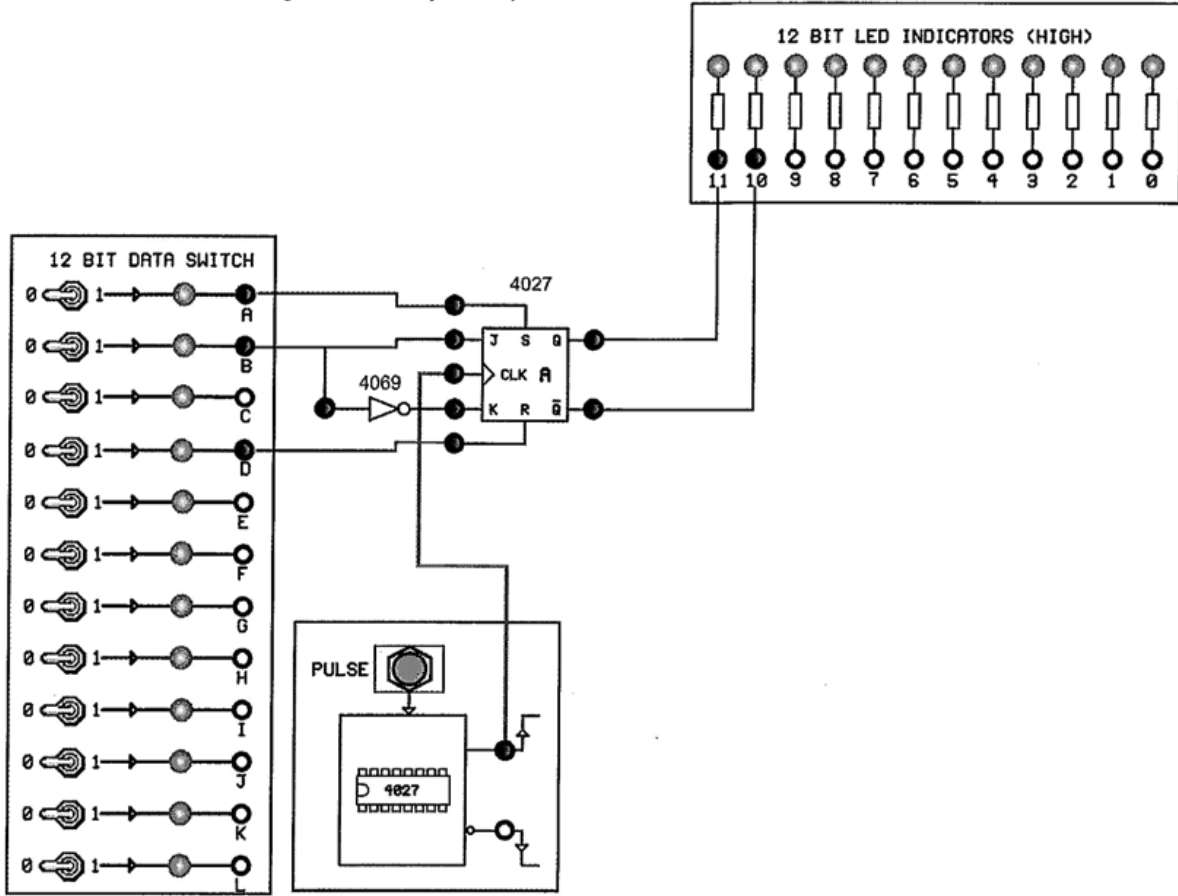 12 BIT LED INDICATORS (HIGH)
11 10 9 8 7 6 5 4 3 2 1 0
12 BIT DATA SWITCH
0 1 A
0 1 B
0 1 C
0 1 D
0 1 E
0 1 F
0 1 G
0 1 H
0 1 I
0 1 J
0 1 K
0 1 L
4027
J S Q
CLK A
K R Q̅
4069
PULSE
4027